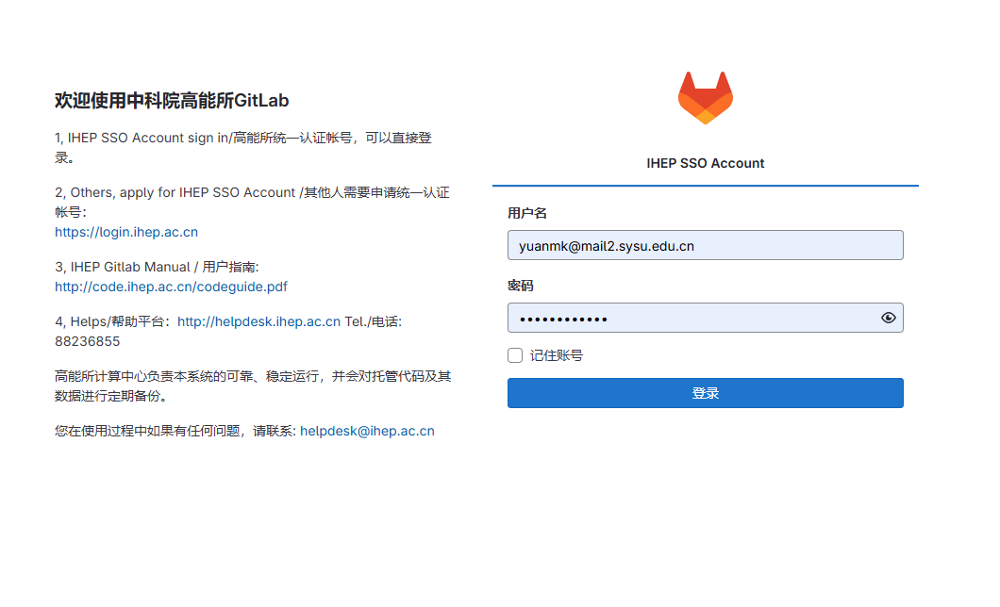 欢迎使用中科院高能所GitLab
1, IHEP SSO Account sign in/高能所统一认证帐号，可以直接登
录。
2, Others, apply for IHEP SSO Account /其他人需要申请统一认证
帐号：
https://login.ihep.ac.cn
3, IHEP Gitlab Manual / 用户指南:
http://code.ihep.ac.cn/codeguide.pdf
4, Helps/帮助平台：http://helpdesk.ihep.ac.cn Tel./电话:
88236855
高能所计算中心负责本系统的可靠、稳定运行，并会对托管代码及其
数据进行定期备份。
您在使用过程中如果有任何问题，请联系: helpdesk@ihep.ac.cn
IHEP SSO Account
用户名
yuanmk@mail2.sysu.edu.cn
密码
••••••••••••
记住账号
登录